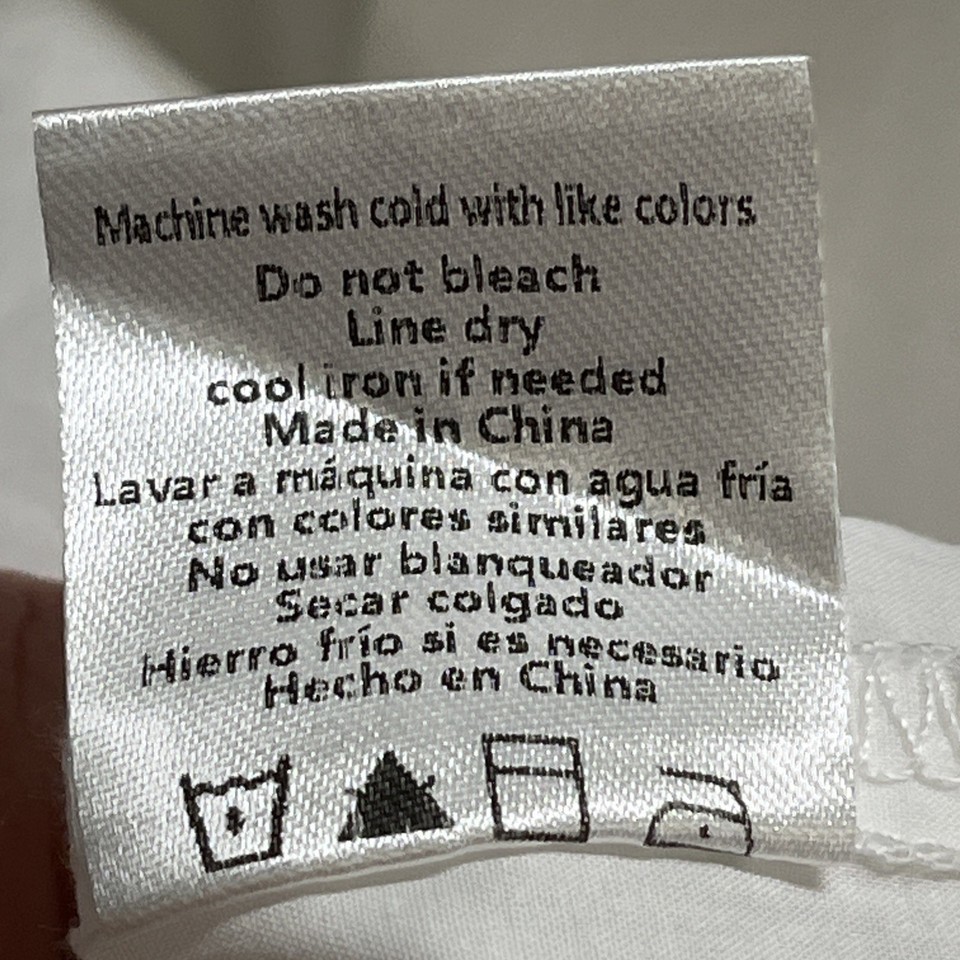 Machine wash cold with like colors
Do not bleach
Line dry
cool iron if needed
Made in China
Lavar a máquina con agua fría
con colores similares
No usar blanqueador
Secar colgado
Hierro frío si es necesario
Hecho en China